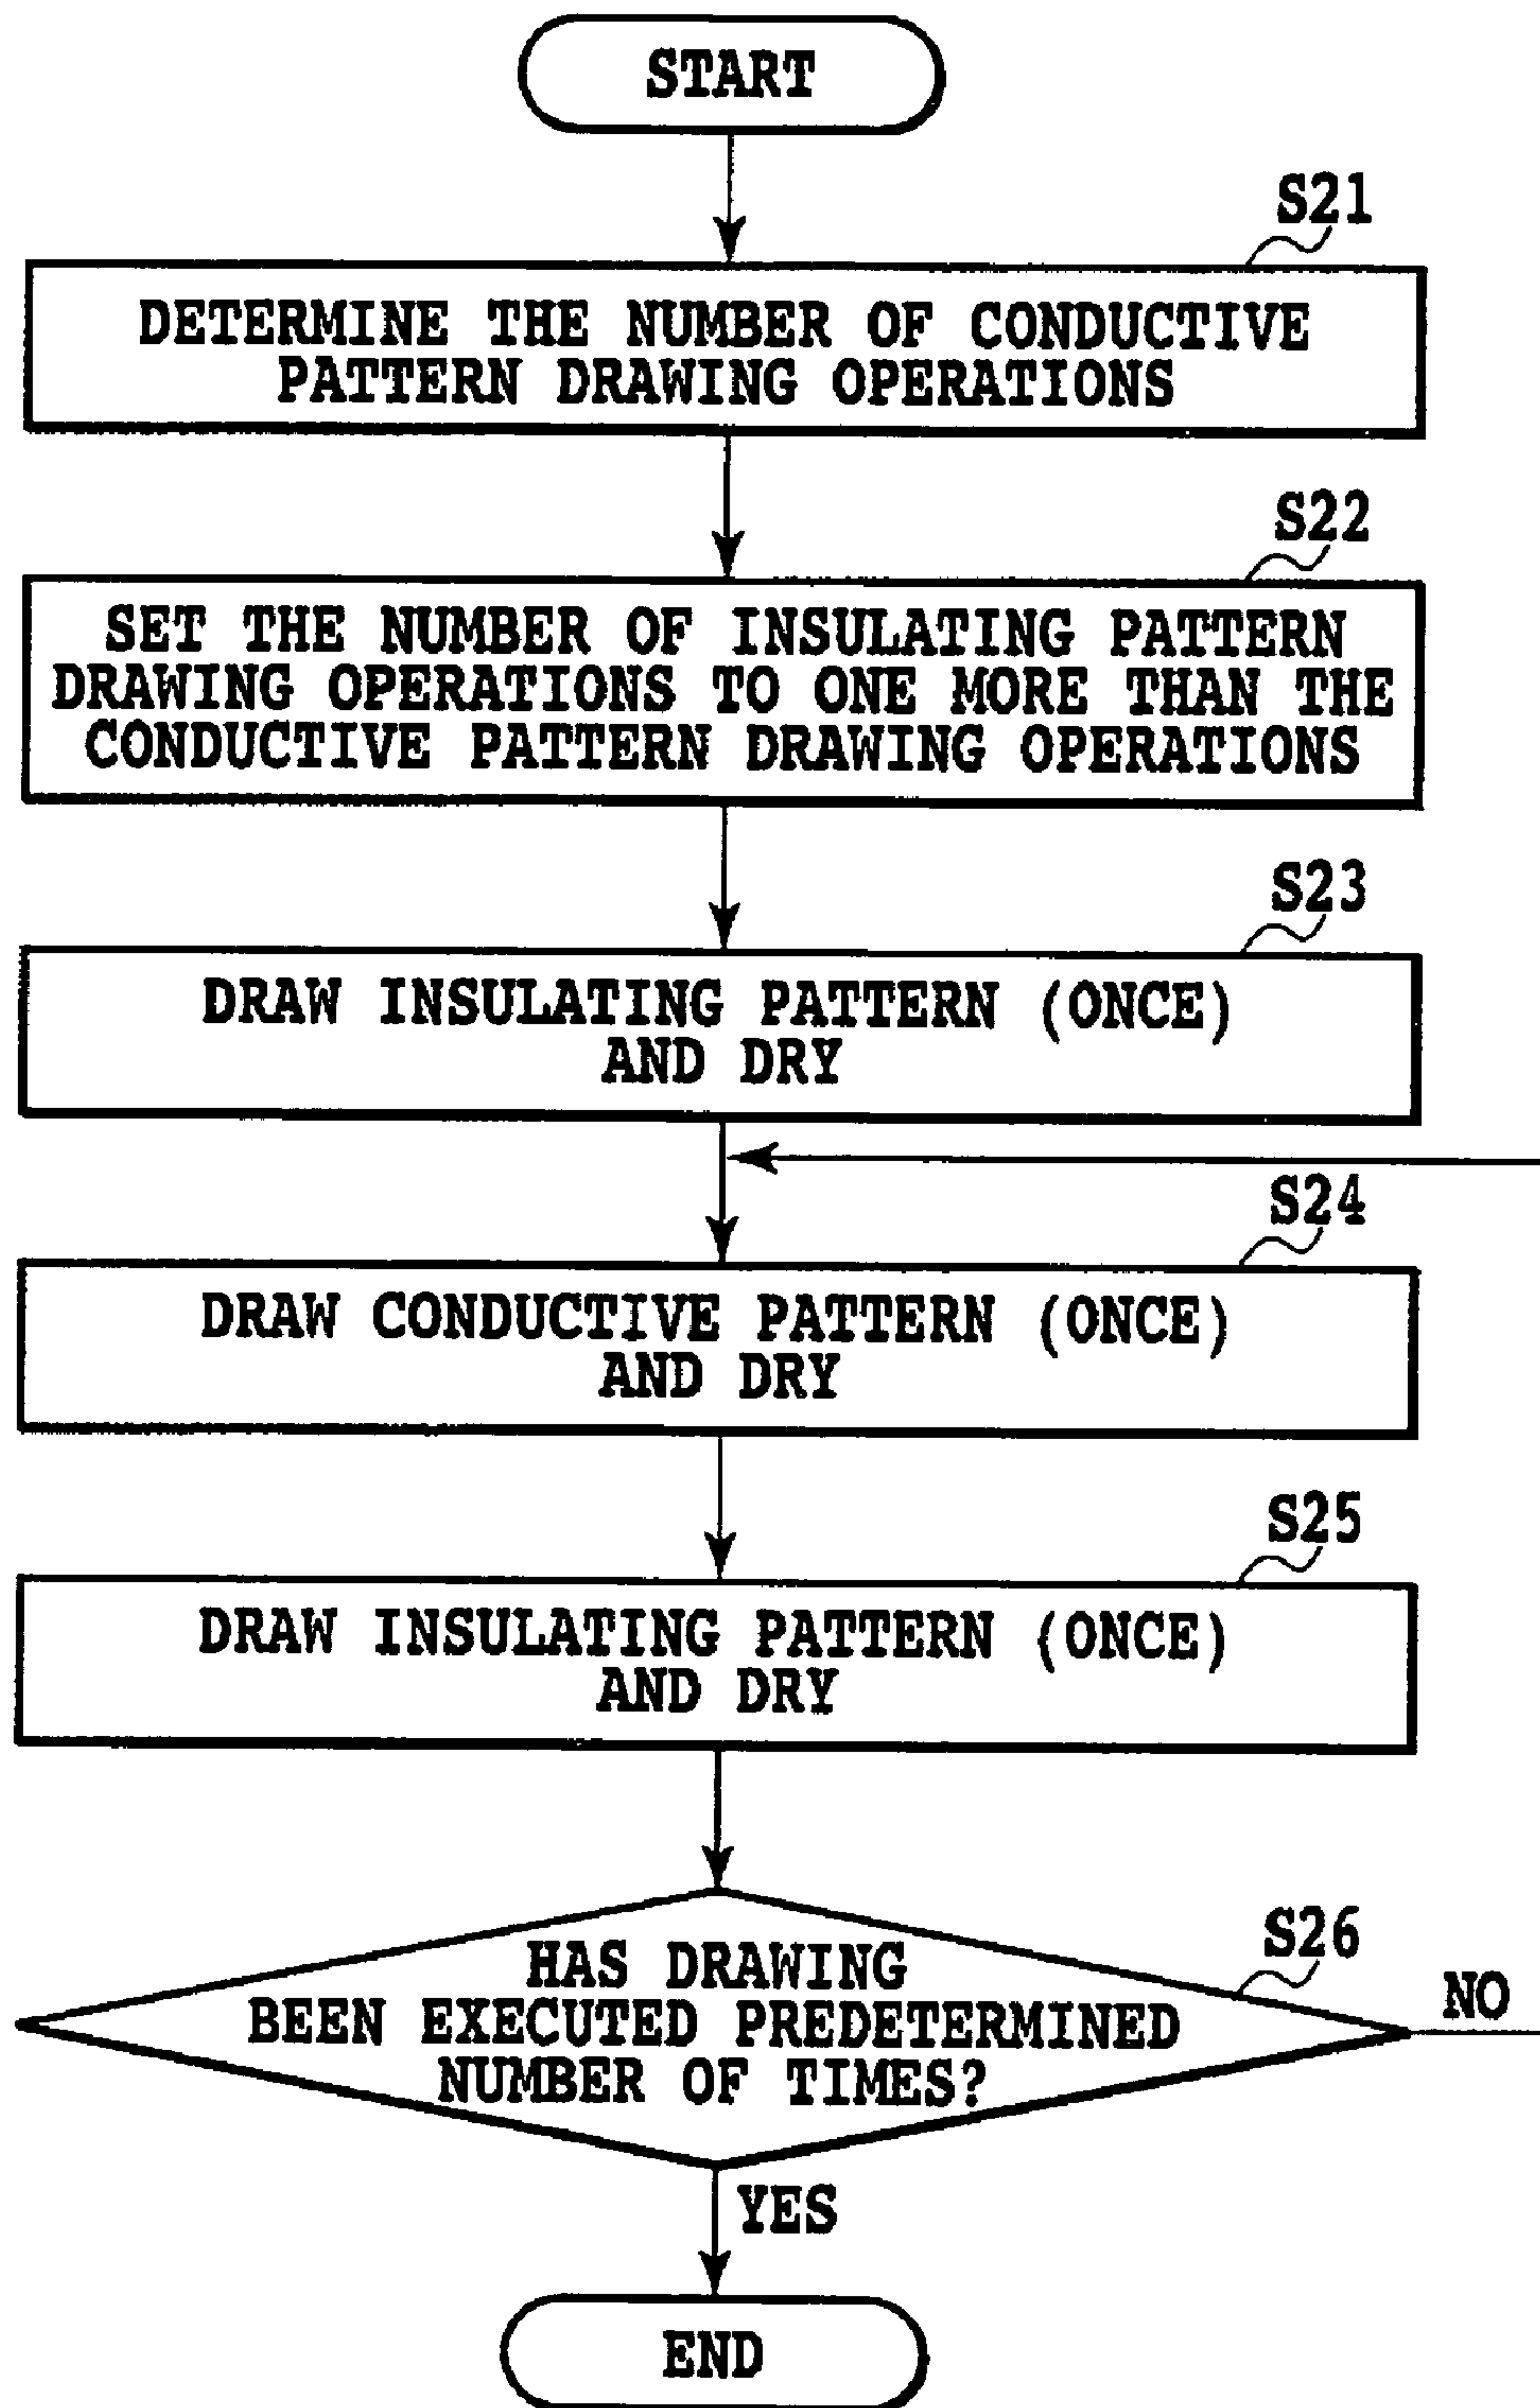 START
S21
DETERMINE THE NUMBER OF CONDUCTIVE
PATTERN DRAWING OPERATIONS
S22
SET THE NUMBER OF INSULATING PATTERN
DRAWING OPERATIONS TO ONE MORE THAN THE
CONDUCTIVE PATTERN DRAWING OPERATIONS
S23
DRAW INSULATING PATTERN (ONCE)
AND DRY
S24
DRAW CONDUCTIVE PATTERN (ONCE)
AND DRY
S25
DRAW INSULATING PATTERN (ONCE)
AND DRY
S26
HAS DRAWING
BEEN EXECUTED PREDETERMINED
NUMBER OF TIMES?
NO
YES
END